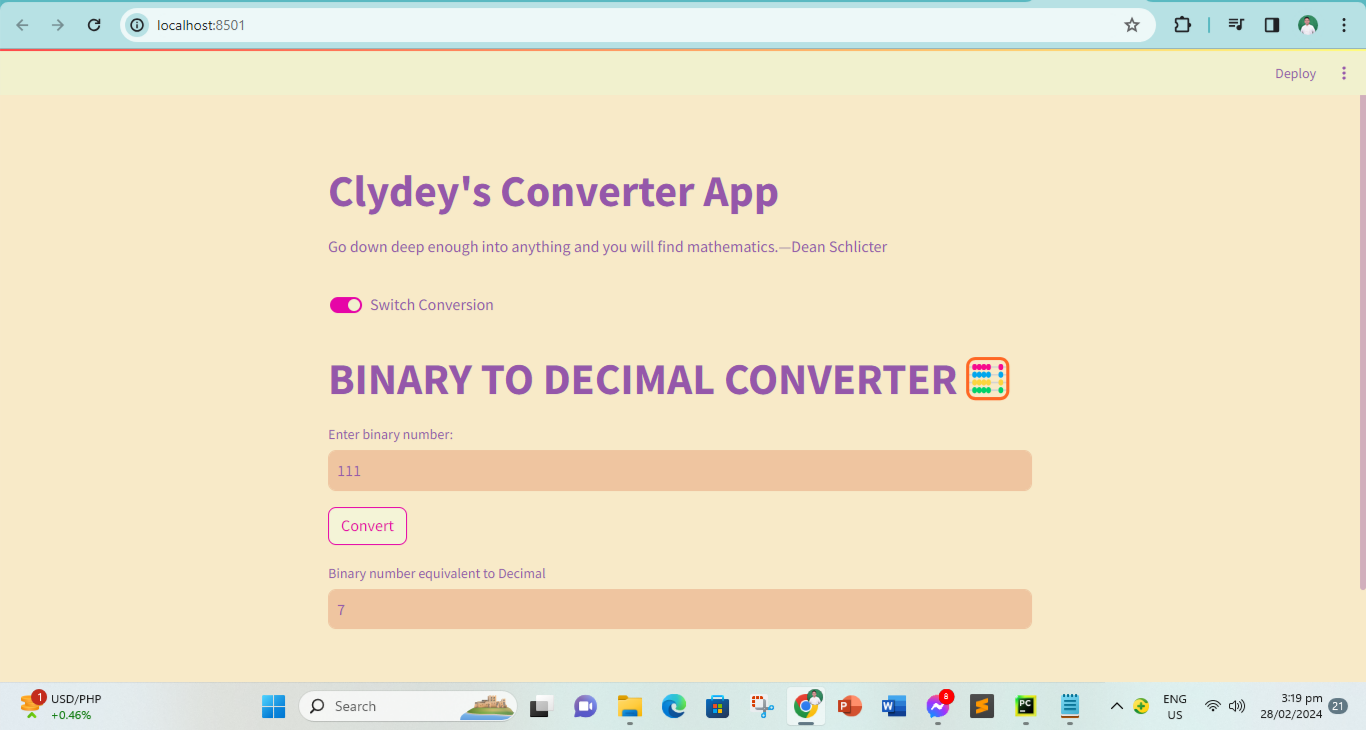 localhost:8501
Deploy
Clydey's Converter App
Go down deep enough into anything and you will find mathematics.—Dean Schlicter
Switch Conversion
BINARY TO DECIMAL CONVERTER
Enter binary number:
111
Convert
Binary number equivalent to Decimal
7
1
USD/PHP
+0.46%
Search
8
PC
ENG
US
3:19 pm
28/02/2024
21